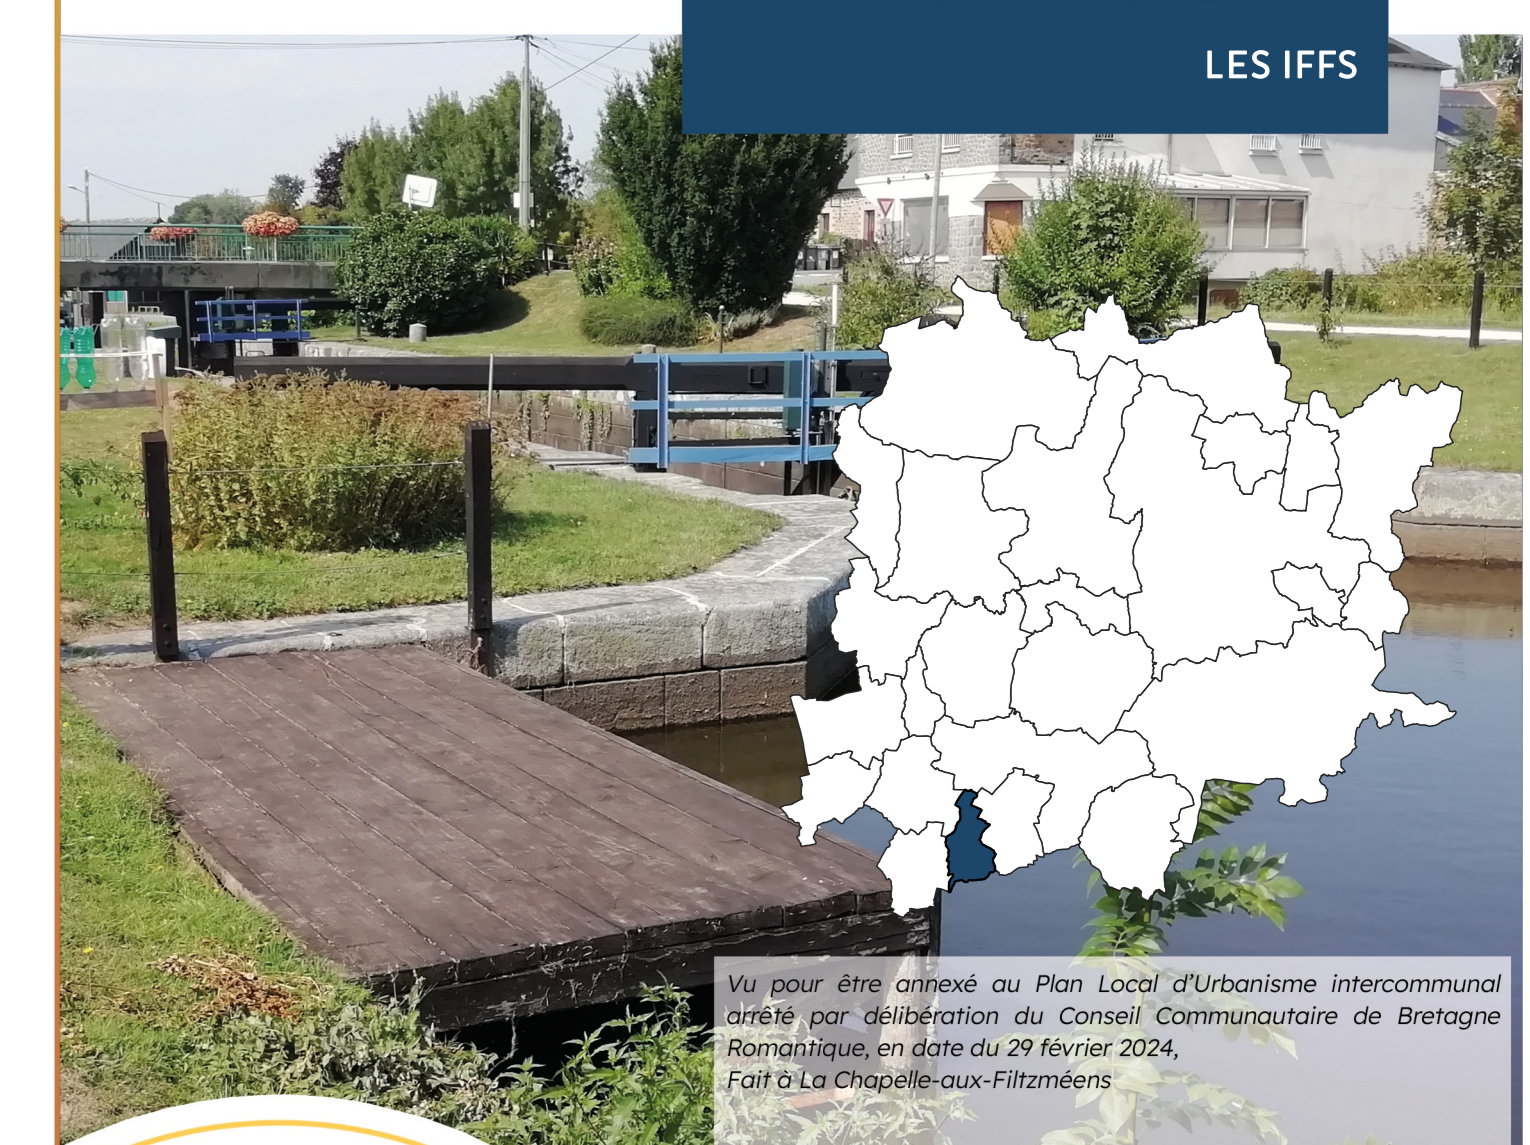 LES IFFS
Vu pour être annexé au Plan Local d'Urbanisme intercommunal
arrêté par délibération du Conseil Communautaire de Bretagne
Romantique, en date du 29 février 2024,
Fait à La Chapelle-aux-Filtzméens